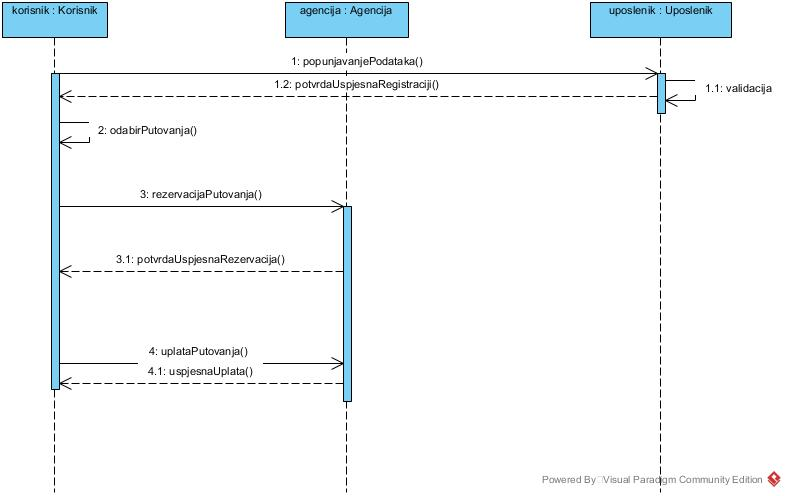 korisnik : Korisnik
agencija : Agencija
uposlenik : Uposlenik
1: popunjavanjePodataka()
1.2: potvrdaUspjesnaRegistraciji()
1.1: validacija
2: odabirPutovanja()
3: rezervacijaPutovanja()
3.1: potvrdaUspjesnaRezervacija()
4: uplataPutovanja()
4.1: uspjesnaUplata()
Powered By Visual Paradigm Community Edition